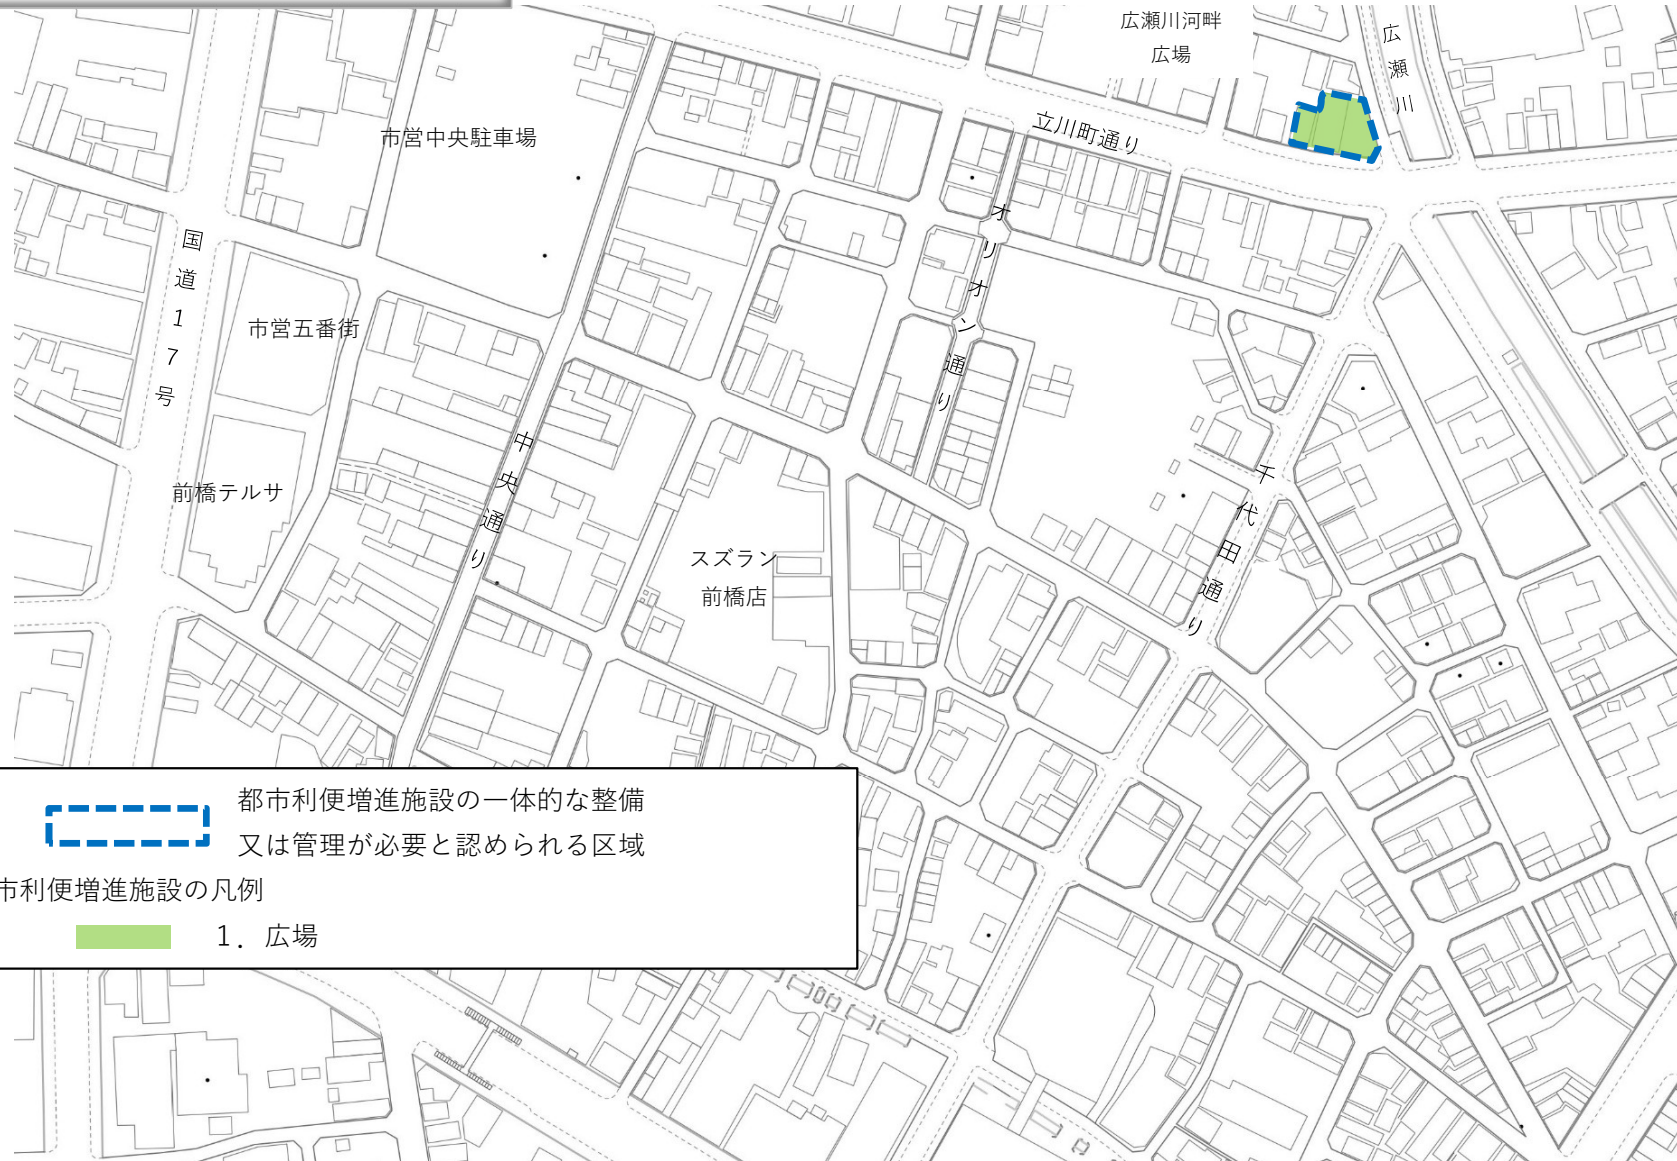 広瀬川河畔
広場
広瀬川
立川町通り
市営中央駐車場
オリオン通り
国道17号
市営五番街
中央通り
前橋テルサ
千代田通り
スズラン
前橋店
都市利便増進施設の一体的な整備
又は管理が必要と認められる区域
市利便増進施設の凡例
1．広場